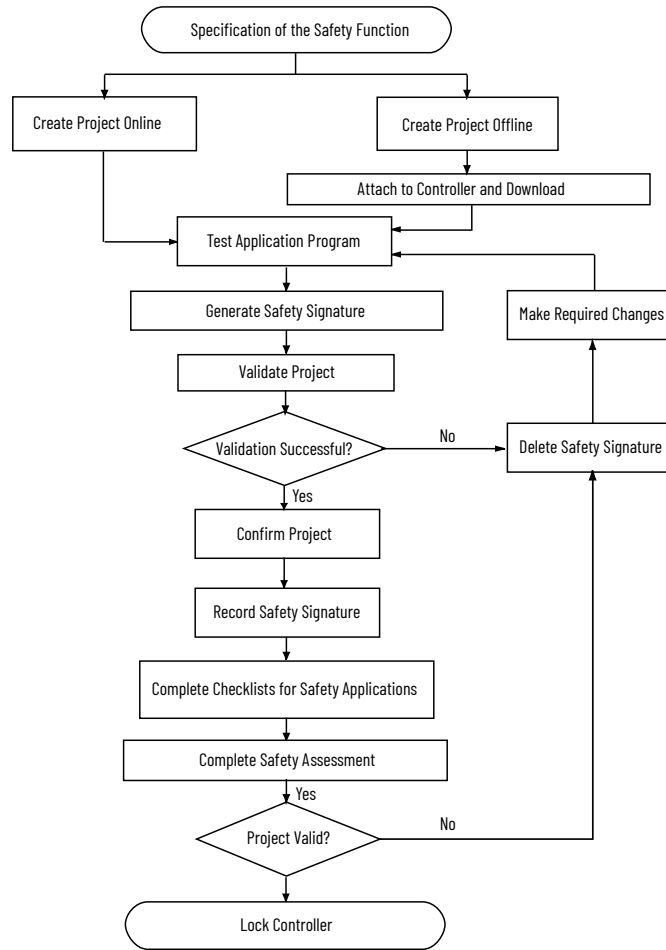 Specification of the Safety Function
Create Project Online
Create Project Offline
Attach to Controller and Download
Test Application Program
Generate Safety Signature
Make Required Changes
Validate Project
Validation Successful?
No
Delete Safety Signature
Yes
Confirm Project
Record Safety Signature
Complete Checklists for Safety Applications
Complete Safety Assessment
Yes
Project Valid?
No
Lock Controller